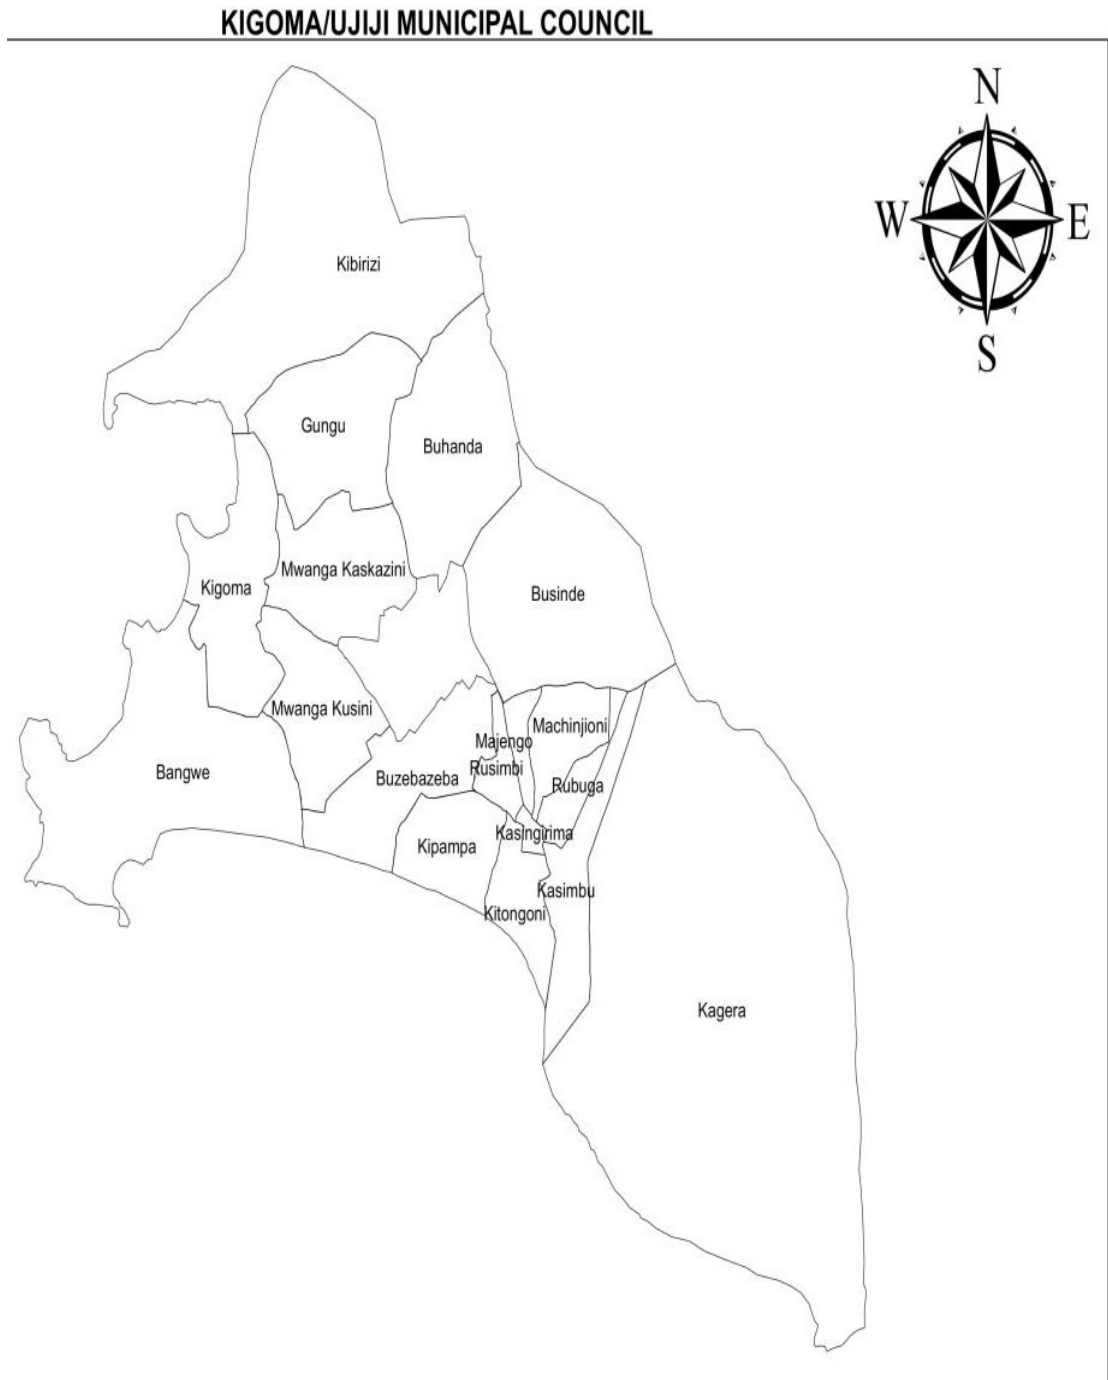 KIGOMA/UJIJI MUNICIPAL COUNCIL
N
W
E
S
Kibirizi
Gungu
Buhanda
Mwanga Kaskazini
Kigoma
Businde
Mwanga Kusini
Machinjioni
Majengo
Rusimbi
Bangwe
Buzebazeba
Rubuga
Kasingirima
Kipampa
Kasimbu
Kitongoni
Kagera